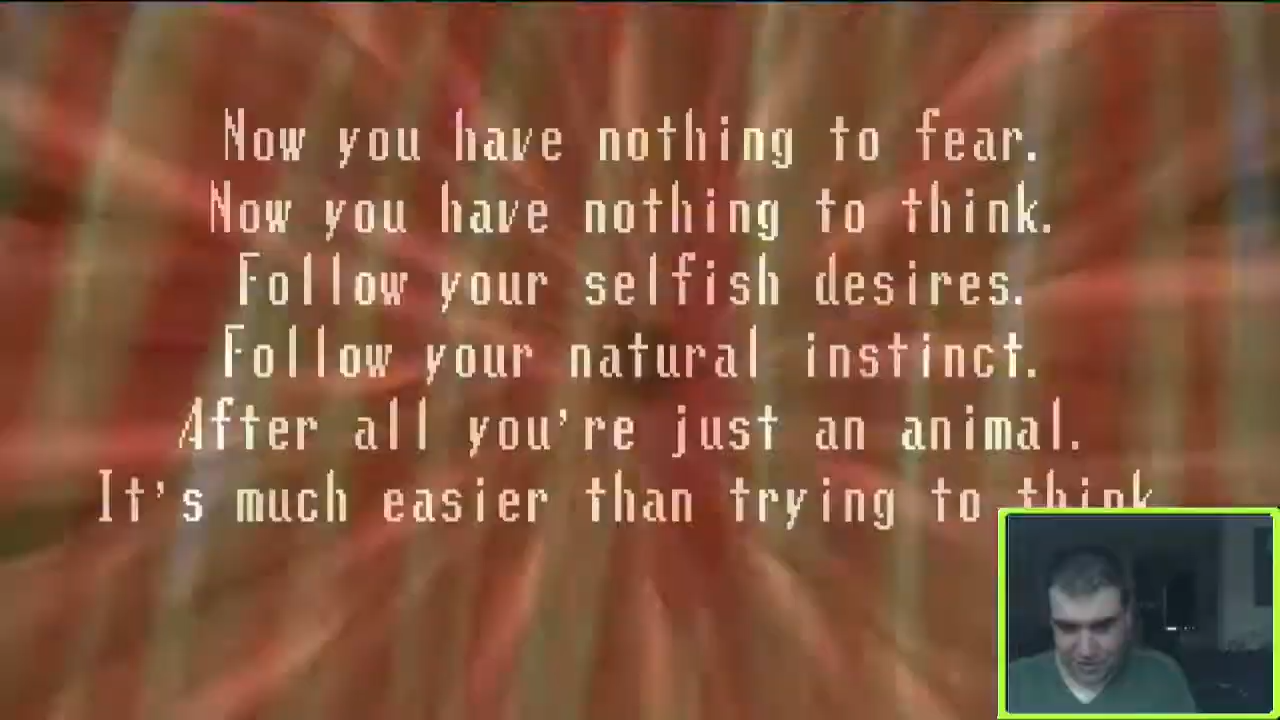 Now you have nothing to fear.
Now you have nothing to think.
Follow your selfish desires.
Follow your natural instinct.
After all you're just an animal.
It's much easier than trying to think